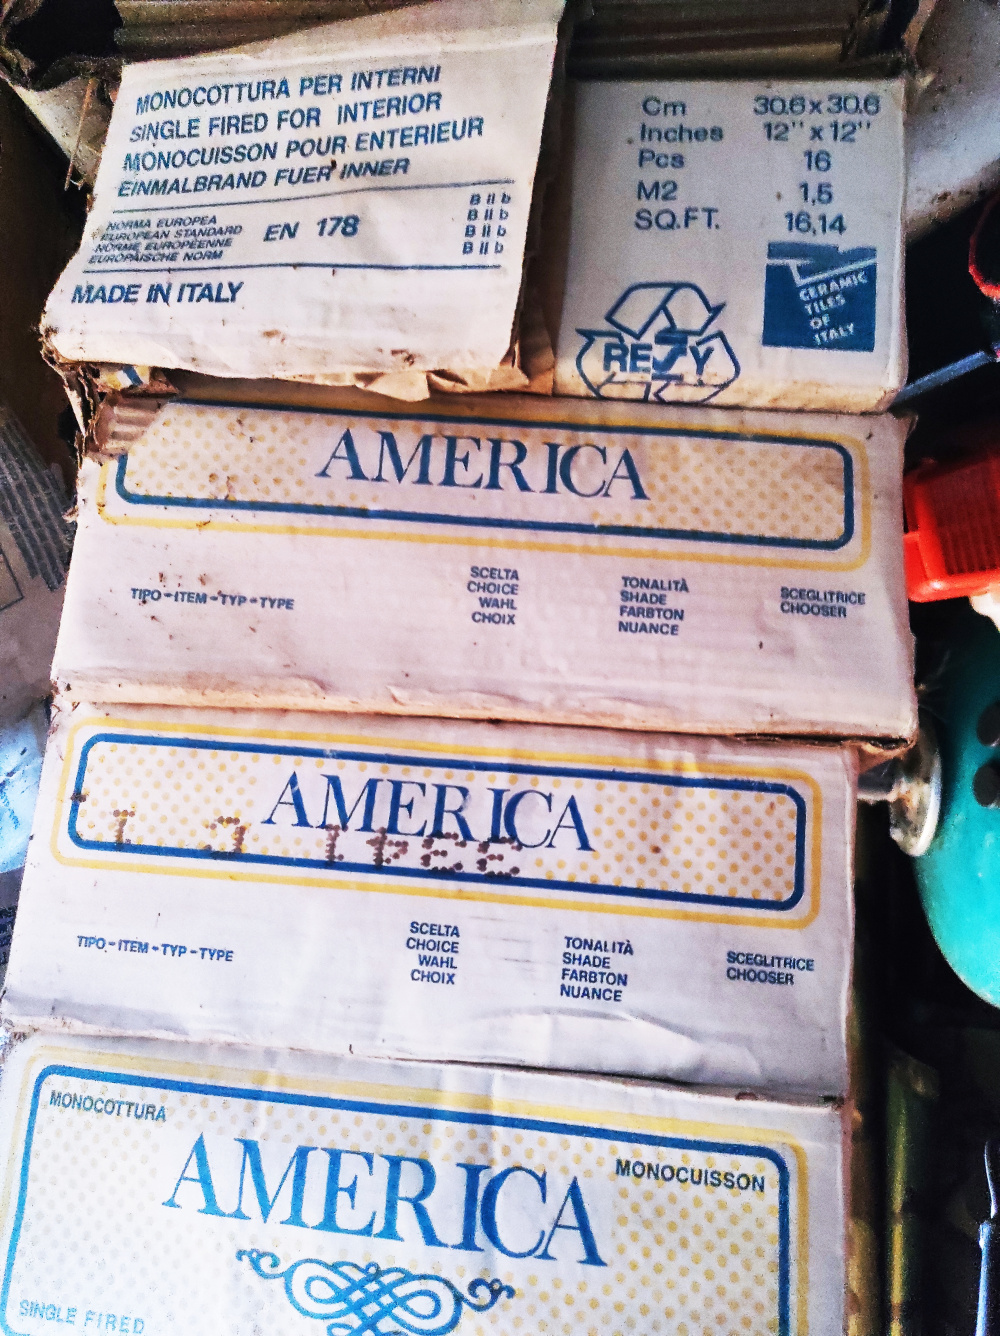 MONOCOTTURA PER INTERNI
SINGLE FIRED FOR INTERIOR
MONOCUISSON POUR ENTERIEUR
EINMALBRAND FUER INNER
NORMA EUROPEA
EUROPEAN STANDARD
NORME EUROPÉENNE
EUROPÄISCHE NORM
EN 178
B II b
B II b
B II b
B II b
MADE IN ITALY
Cm 30.6 x 30.6
Inches 12" x 12"
Pcs 16
M2 1,5
SQ.FT. 16,14
CERAMIC
TILES
OF
ITALY
RESY
AMERICA
TIPO-ITEM-TYP-TYPE
SCELTA
CHOICE
WAHL
CHOIX
TONALITÀ
SHADE
FARBTON
NUANCE
SCEGLITRICE
CHOOSER
AMERICA
TIPO-ITEM-TYP-TYPE
SCELTA
CHOICE
WAHL
CHOIX
TONALITÀ
SHADE
FARBTON
NUANCE
SCEGLITRICE
CHOOSER
MONOCOTTURA
AMERICA
MONOCUISSON
SINGLE FIRED